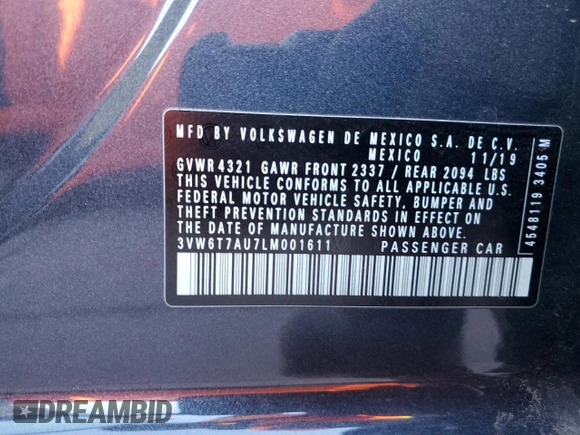 MFD BY VOLKSWAGEN DE MEXICO S.A. DE C.V.
MEXICO 11/19
GVWR 4321 GAWR FRONT 2337 / REAR 2094 LBS
THIS VEHICLE CONFORMS TO ALL APPLICABLE U.S.
FEDERAL MOTOR VEHICLE SAFETY, BUMPER AND
THEFT PREVENTION STANDARDS IN EFFECT ON
THE DATE OF MANUFACTURE SHOWN ABOVE.
3VW6T7AU7LM001611 PASSENGER CAR
4548119 3405 M
DREAMBID